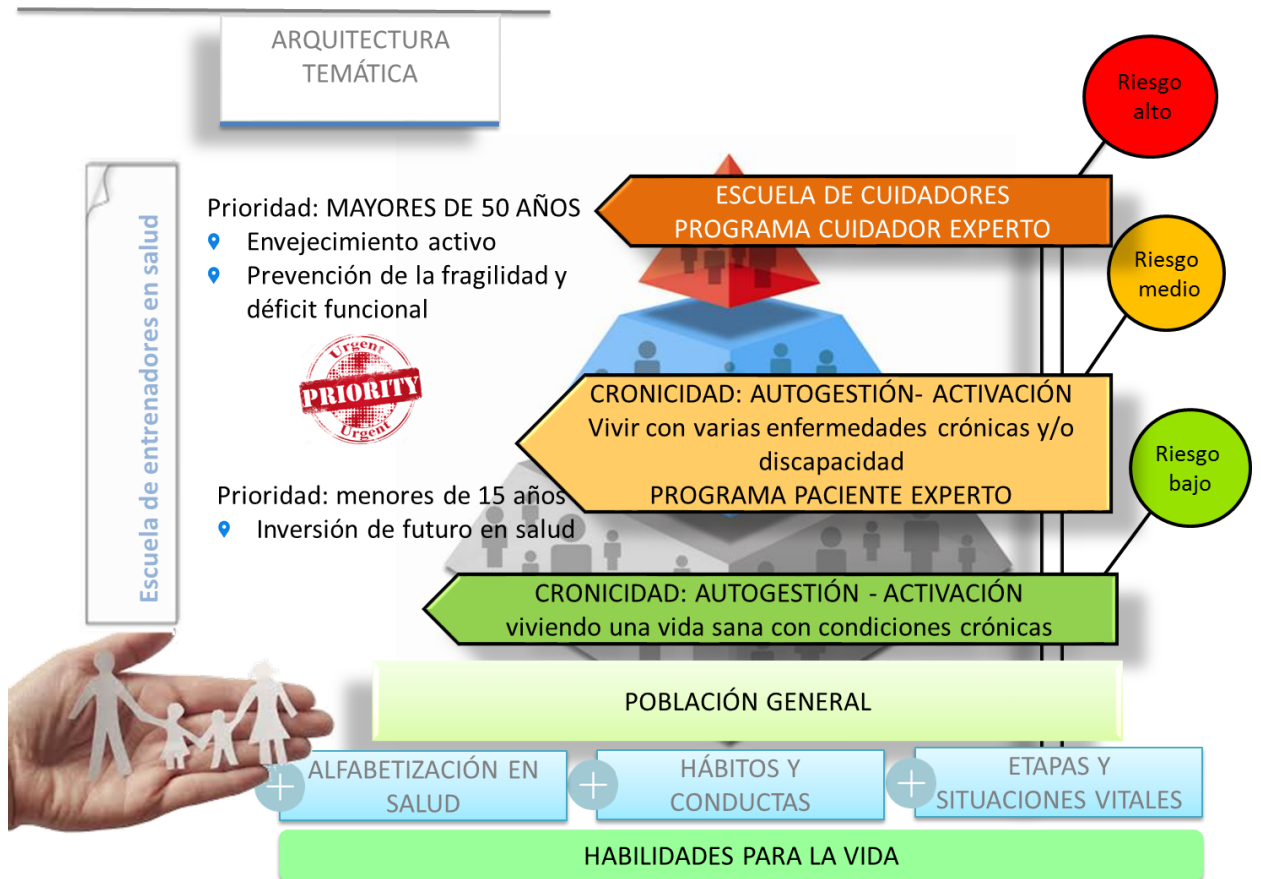 ARQUITECTURA
TEMÁTICA
Riesgo
alto
Escuela de entrenadores en salud
Prioridad: MAYORES DE 50 AÑOS
Envejecimiento activo
Prevención de la fragilidad y
déficit funcional
ESCUELA DE CUIDADORES
PROGRAMA CUIDADOR EXPERTO
Riesgo
medio
Urgent
PRIORITY
Urgent
CRONICIDAD: AUTOGESTIÓN- ACTIVACIÓN
Vivir con varias enfermedades crónicas y/o
discapacidad
PROGRAMA PACIENTE EXPERTO
Riesgo
bajo
Prioridad: menores de 15 años
Inversión de futuro en salud
CRONICIDAD: AUTOGESTIÓN - ACTIVACIÓN
viviendo una vida sana con condiciones crónicas
POBLACIÓN GENERAL
+ ALFABETIZACIÓN EN
SALUD
+ HÁBITOS Y
CONDUCTAS
+ ETAPAS Y
SITUACIONES VITALES
HABILIDADES PARA LA VIDA